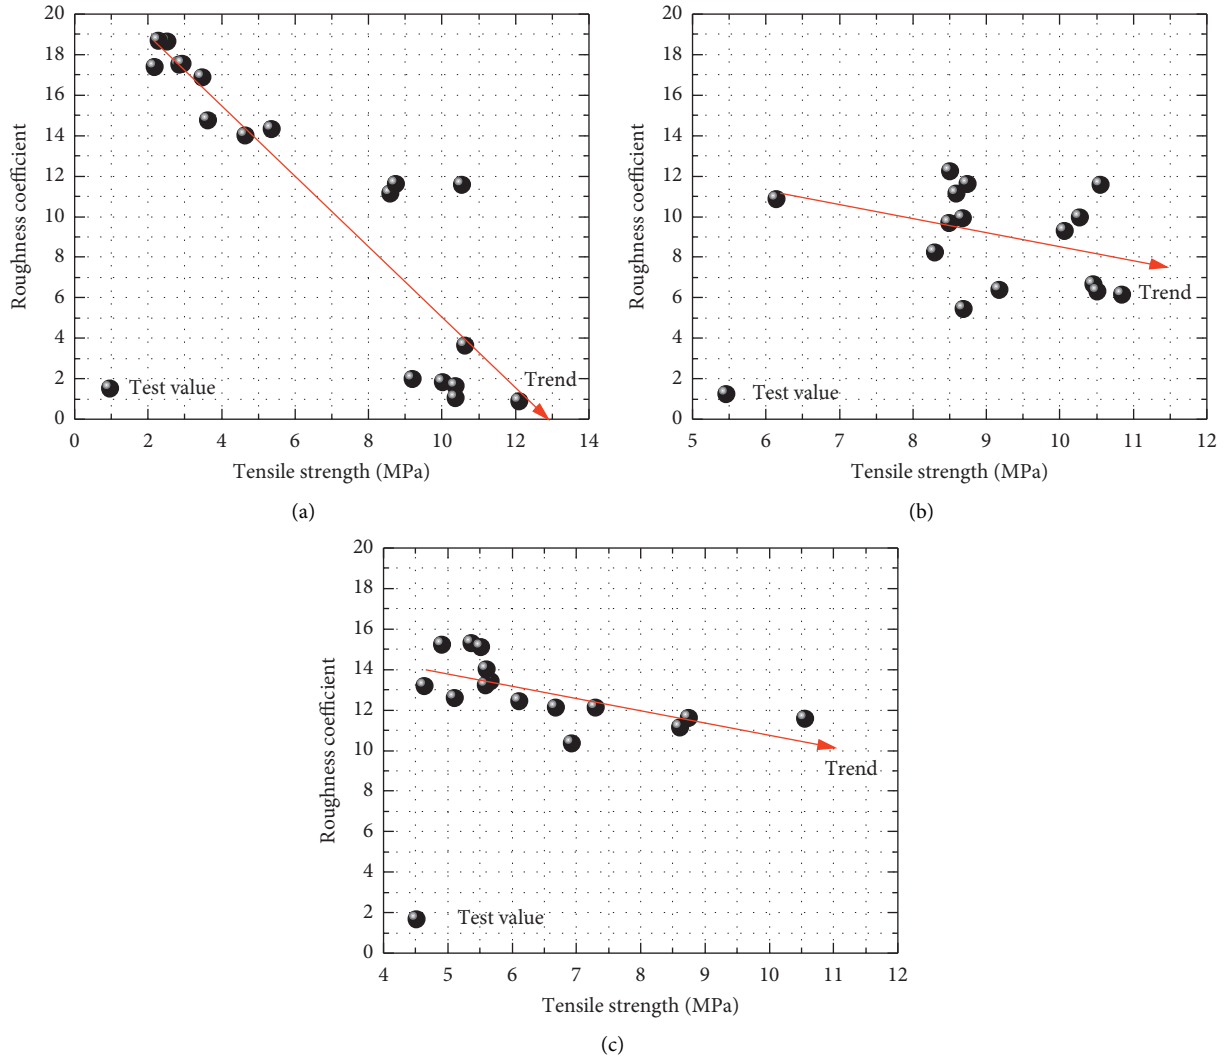 20
18
16
14
12
10
8
6
4
2
0
Roughness coefficient
Test value
Trend
0 2 4 6 8 10 12 14
Tensile strength (MPa)
(a)
20
18
16
14
12
10
8
6
4
2
0
Roughness coefficient
Trend
Test value
5 6 7 8 9 10 11 12
Tensile strength (MPa)
(b)
20
18
16
14
12
10
8
6
4
2
0
Roughness coefficient
Trend
Test value
4 5 6 7 8 9 10 11 12
Tensile strength (MPa)
(c)